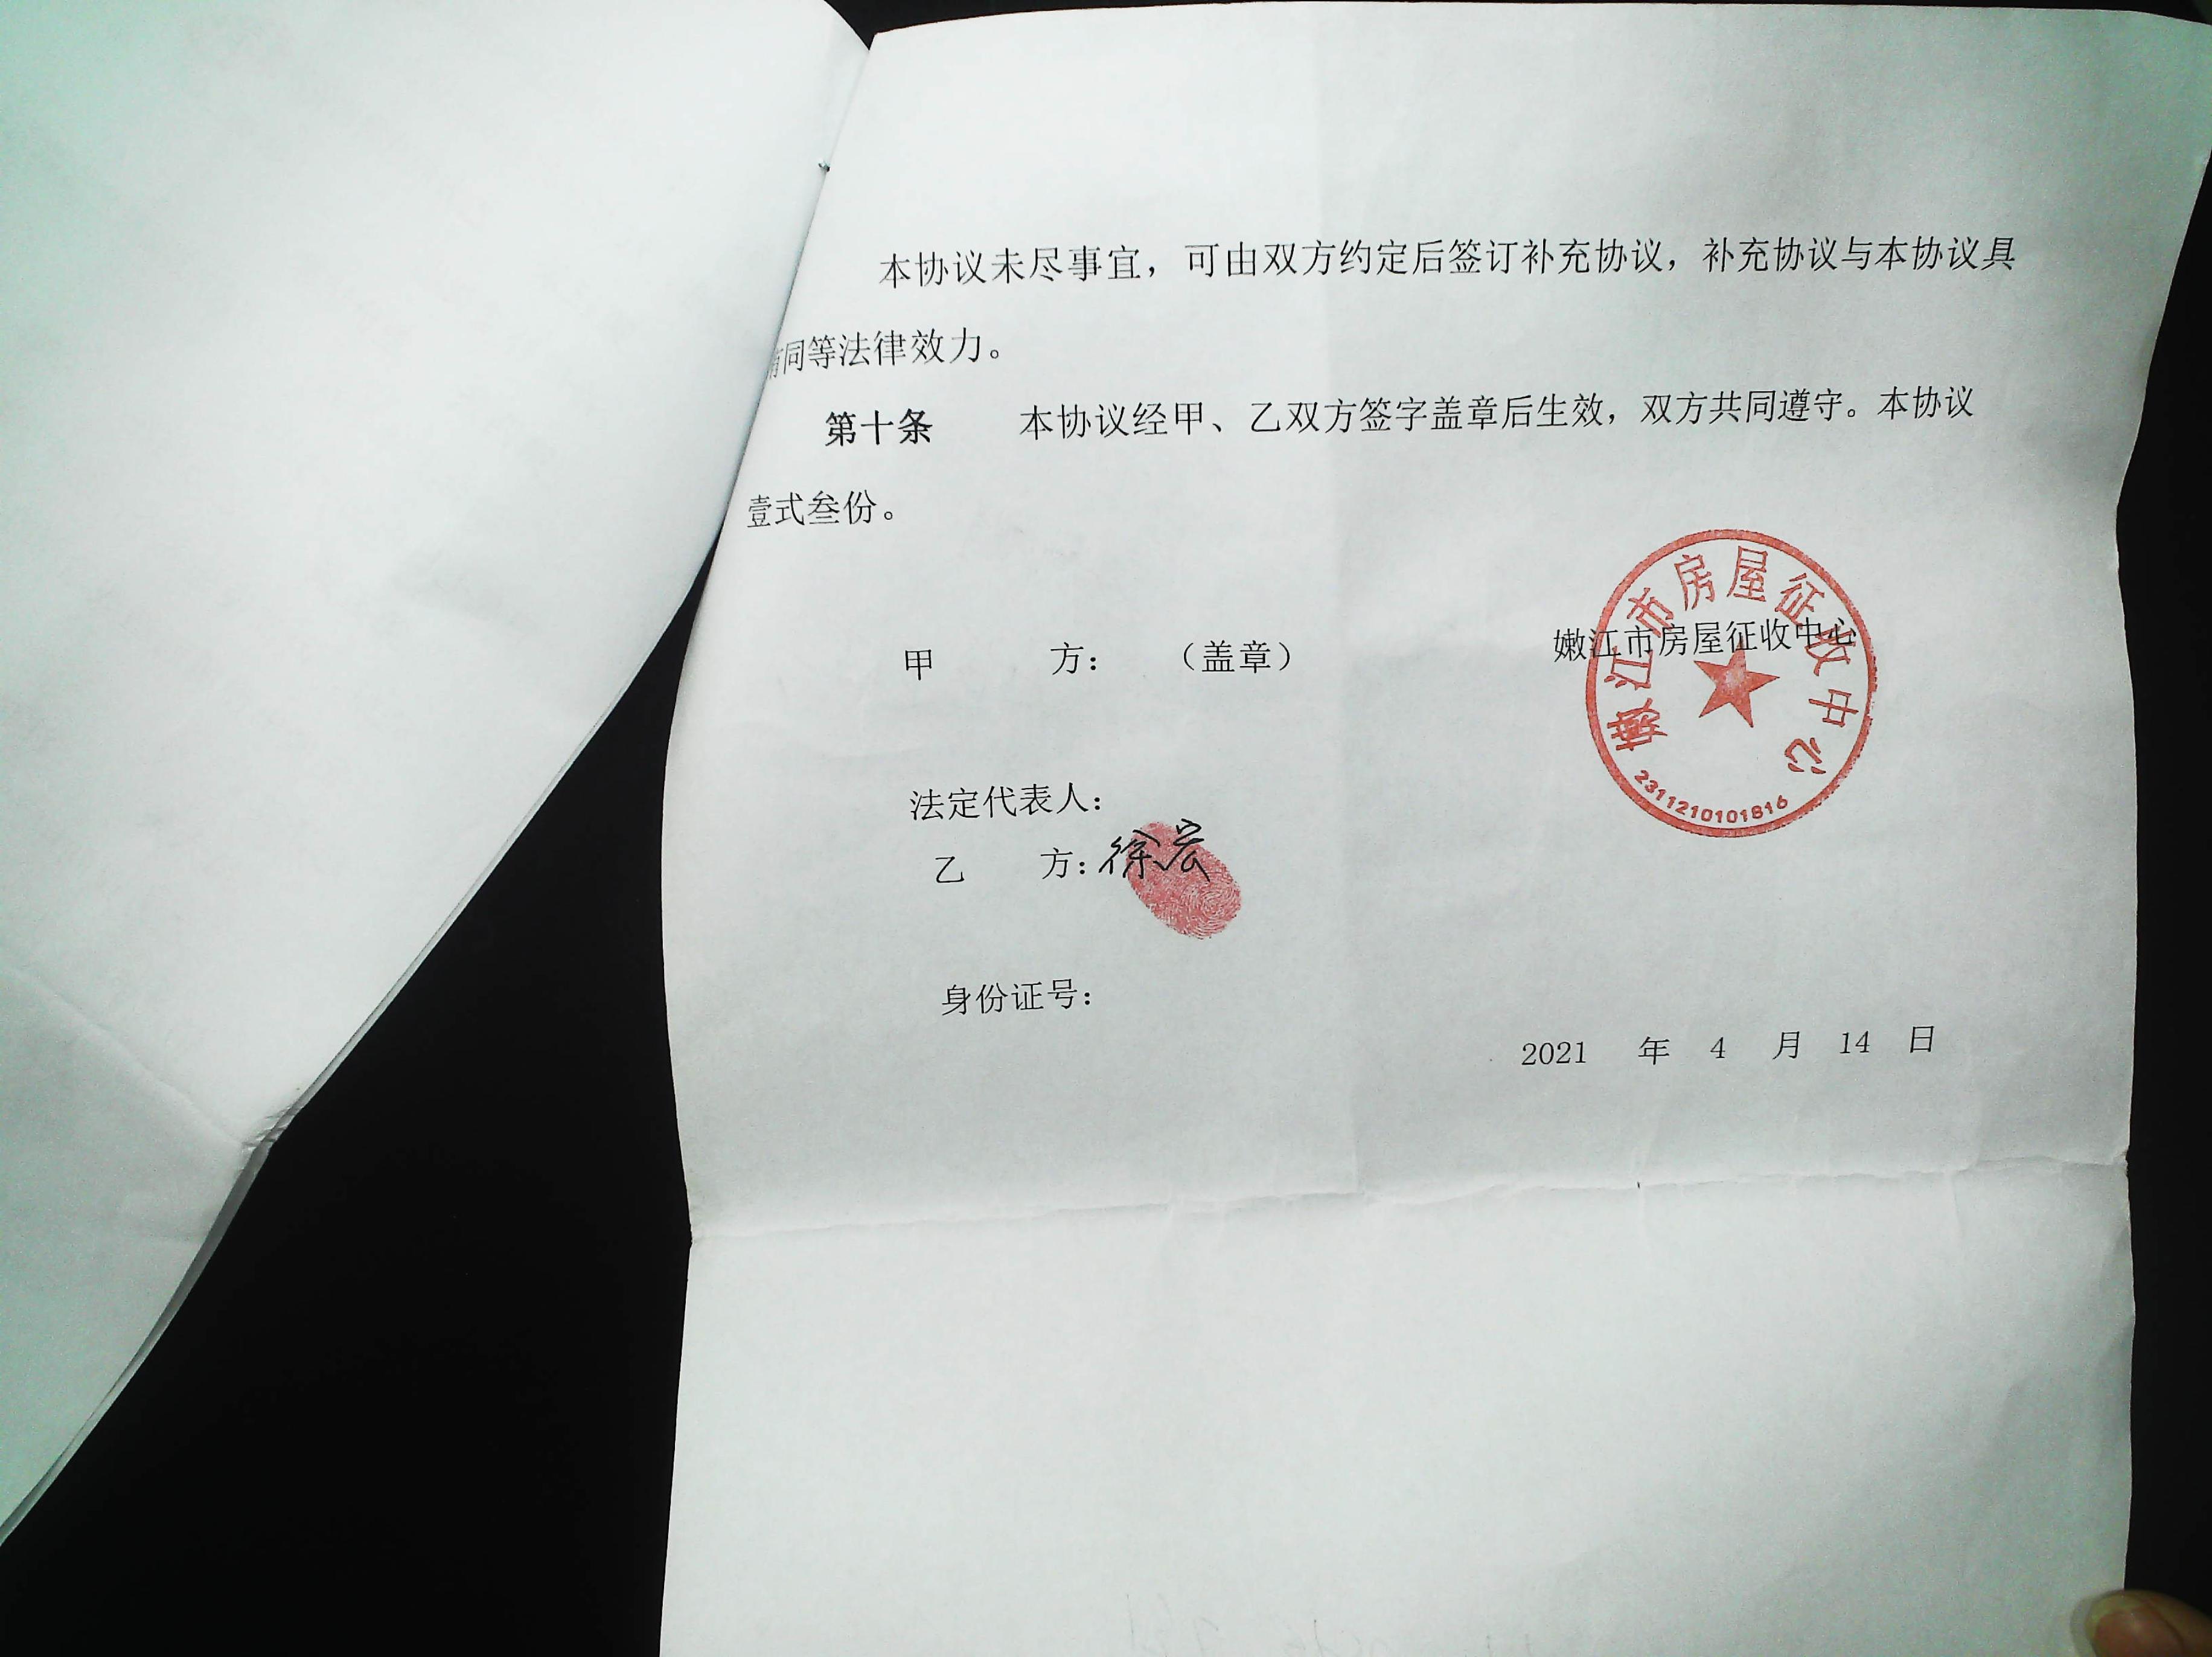 本协议未尽事宜，可由双方约定后签订补充协议，补充协议与本协议具
有同等法律效力。
第十条 本协议经甲、乙双方签字盖章后生效，双方共同遵守。本协议
壹式叁份。
甲 方： （盖章） 嫩江市房屋征收中心
嫩江市房屋征收中心
2311210101816
法定代表人：
乙 方：徐宏
身份证号：
2021 年 4 月 14 日